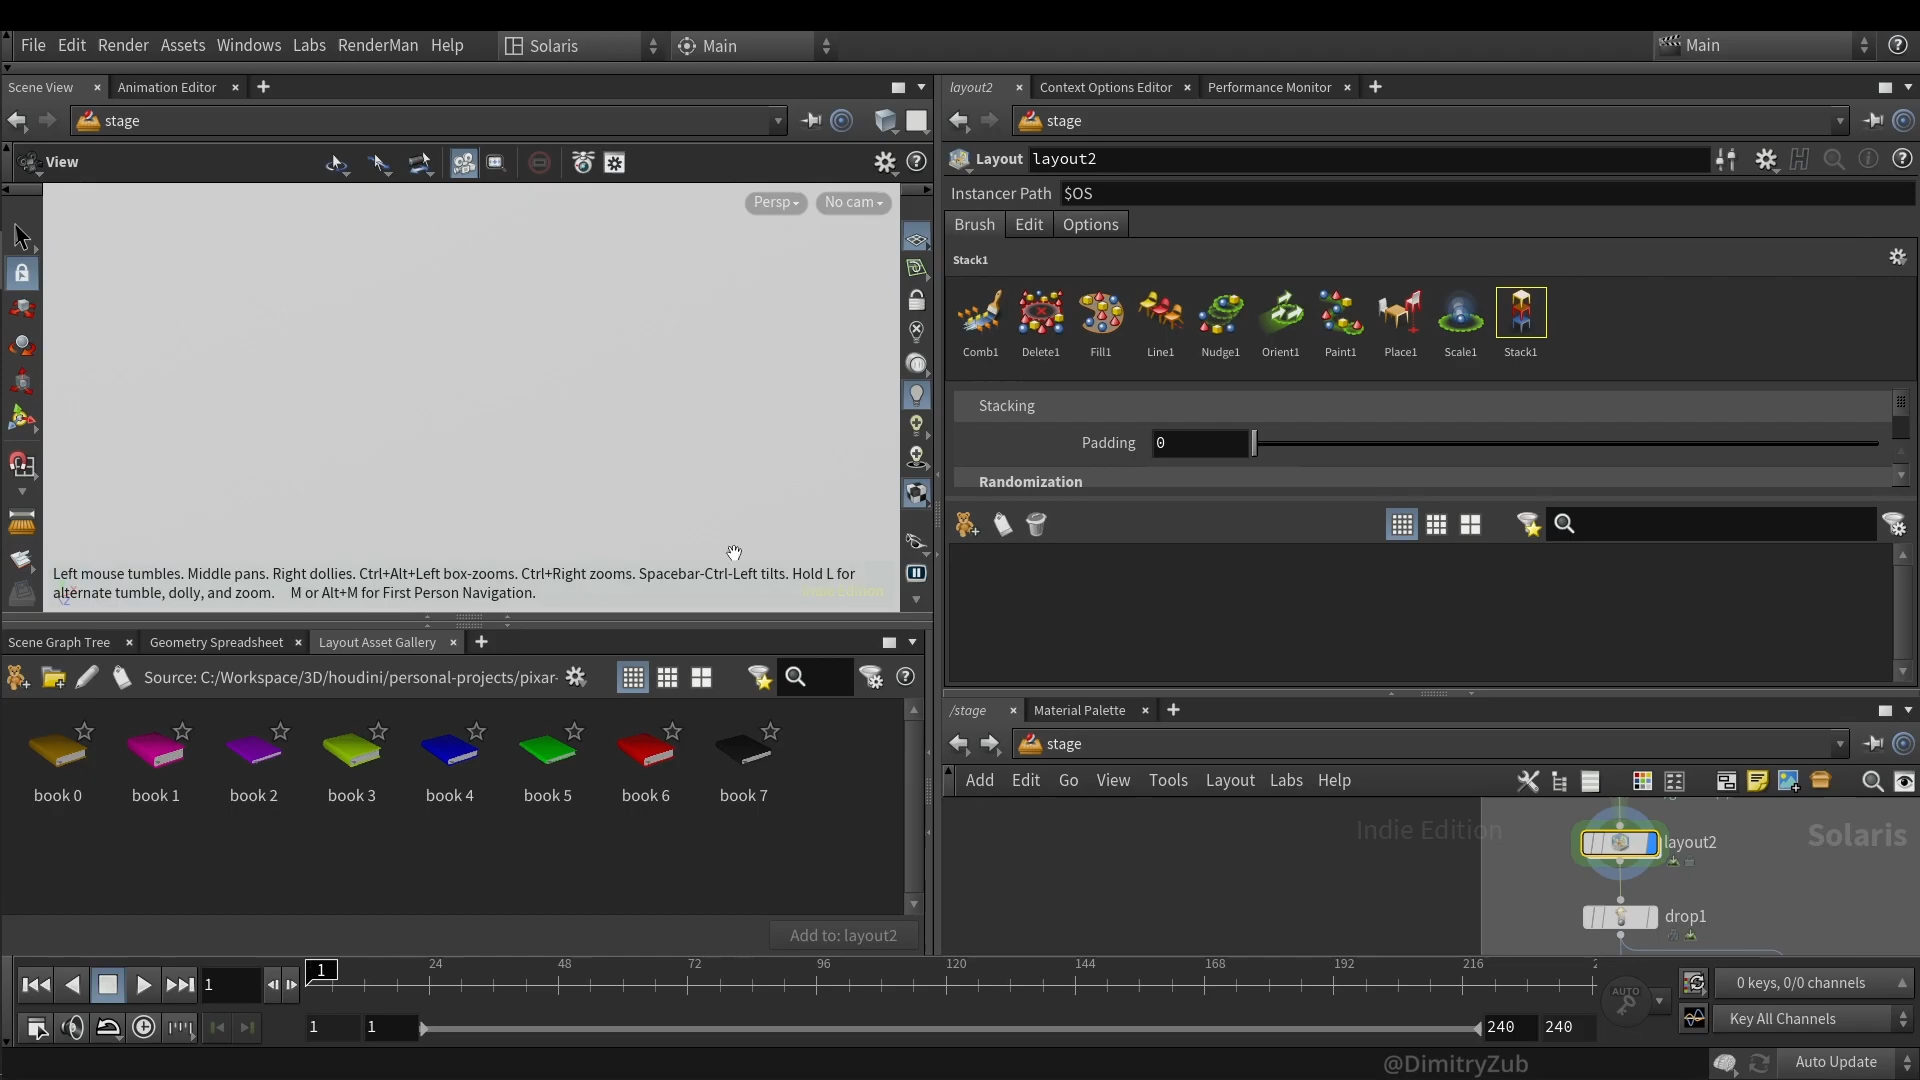 File Edit Render Assets Windows Labs RenderMan Help
Solaris
Main
Main
Scene View
Animation Editor
layout2
Context Options Editor
Performance Monitor
stage
stage
View
Layout layout2
Persp
No cam
Instancer Path $OS
Brush Edit Options
Stack1
Comb1 Delete1 Fill1 Line1 Nudge1 Orient1 Paint1 Place1 Scale1 Stack1
Stacking
Padding 0
Randomization
Left mouse tumbles. Middle pans. Right dollies. Ctrl+Alt+Left box-zooms. Ctrl+Right zooms. Spacebar-Ctrl-Left tilts. Hold L for
alternate tumble, dolly, and zoom. M or Alt+M for First Person Navigation.
Indie Edition
Scene Graph Tree
Geometry Spreadsheet
Layout Asset Gallery
Source: C:/Workspace/3D/houdini/personal-projects/pixar-
book 0 book 1 book 2 book 3 book 4 book 5 book 6 book 7
Add to: layout2
/stage
Material Palette
stage
Add Edit Go View Tools Layout Labs Help
Indie Edition
Solaris
layout2
drop1
1
1 24 48 72 96 120 144 168 192 216
AUTO
0 keys, 0/0 channels
1 1 240 240
Key All Channels
@DimitryZub
Auto Update